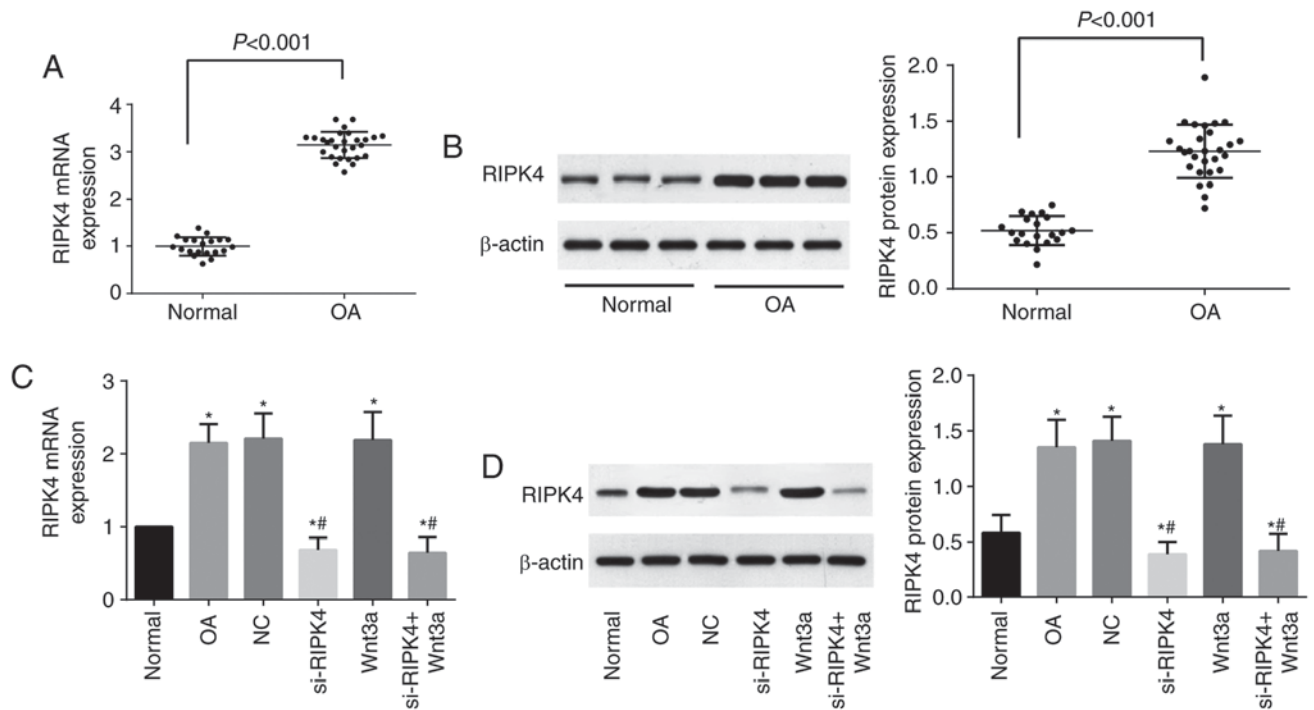 A
P<0.001
RIPK4 mRNA
expression
4
3
2
1
0
Normal
OA
B
RIPK4
β-actin
Normal
OA
P<0.001
RIPK4 protein expression
2.0
1.5
1.0
0.5
0.0
Normal
OA
C
RIPK4 mRNA
expression
3
2
1
0
*
*
*#
*
*#
Normal
OA
NC
si-RIPK4
Wnt3a
si-RIPK4+
Wnt3a
D
RIPK4
β-actin
Normal
OA
NC
si-RIPK4
Wnt3a
si-RIPK4+
Wnt3a
RIPK4 protein expression
2.0
1.5
1.0
0.5
0.0
*
*
*#
*
*#
Normal
OA
NC
si-RIPK4
Wnt3a
si-RIPK4+
Wnt3a